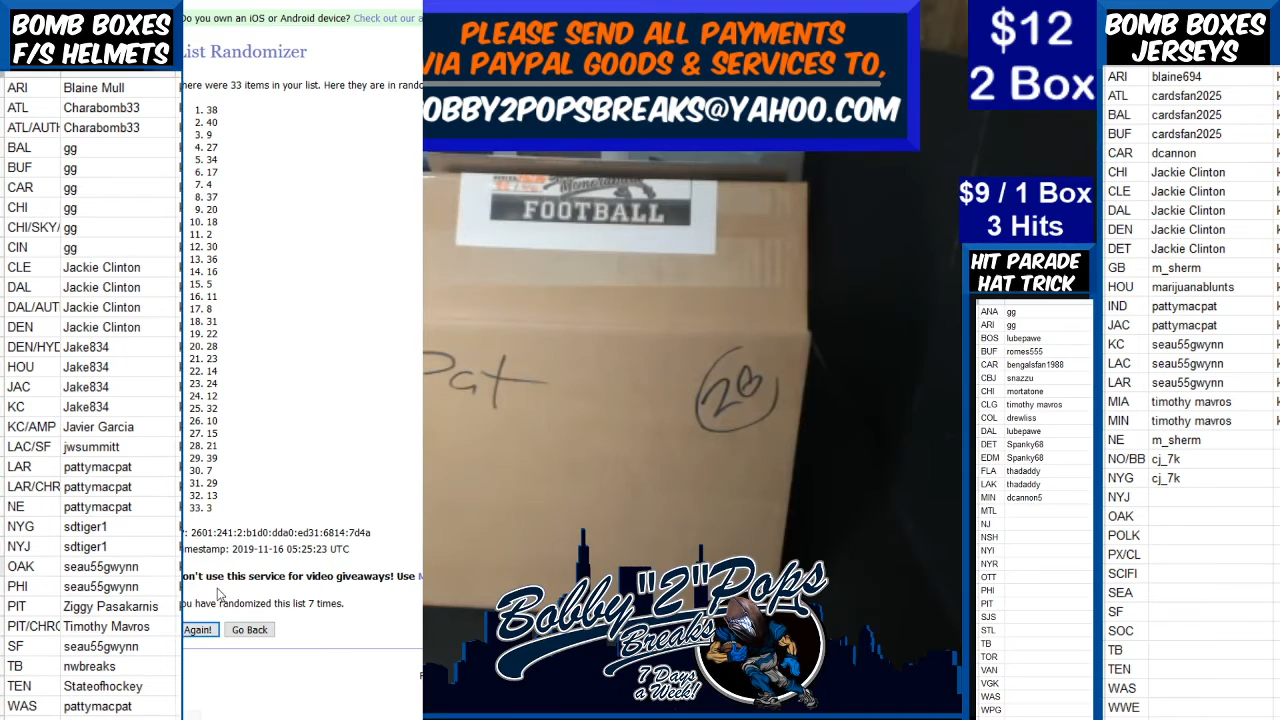 BOMB BOXES
F/S HELMETS
ARI Blaine Mull
ATL Charabomb33
ATL/AUTH Charabomb33
BAL gg
BUF gg
CAR gg
CHI gg
CHI/SKY/ gg
CIN gg
CLE Jackie Clinton
DAL Jackie Clinton
DAL/AUT Jackie Clinton
DEN Jackie Clinton
DEN/HYD Jake834
HOU Jake834
JAC Jake834
KC Jake834
KC/AMP Javier Garcia
LAC/SF jwsummitt
LAR pattymacpat
LAR/CHR pattymacpat
NE pattymacpat
NYG sdtiger1
NYJ sdtiger1
OAK seau55gwynn
PHI seau55gwynn
PIT Ziggy Pasakarnis
PIT/CHRO Timothy Mavros
SF seau55gwynn
TB nwbreaks
TEN Stateofhockey
WAS pattymacpat
Do you own an iOS or Android device? Check out our a
List Randomizer
here were 33 items in your list. Here they are in rando
1. 38
2. 40
3. 9
4. 27
5. 34
6. 17
7. 4
8. 37
9. 20
10. 18
11. 2
12. 30
13. 36
14. 16
15. 5
16. 11
17. 8
18. 31
19. 22
20. 28
21. 23
22. 14
23. 24
24. 12
25. 32
26. 10
27. 15
28. 21
29. 39
30. 7
31. 29
32. 13
33. 3
: 2601:241:2:b1d0:dda0:ed31:6814:7d4a
imestamp: 2019-11-16 05:25:23 UTC
on't use this service for video giveaways! Use
ou have randomized this list 7 times.
Again! Go Back
PLEASE SEND ALL PAYMENTS
VIA PAYPAL GOODS & SERVICES TO,
OBBY2POPSBREAKS@YAHOO.COM
Memorabilia
FOOTBALL
Pat
28
Bobby "2" Pops
Breaks
7 Days
a Week!
$12
2 Box
$9 / 1 Box
3 Hits
HIT PARADE
HAT TRICK
ANA gg
ARI gg
BOS lubepawe
BUF romes555
CAR bengalsfan1988
CBJ snazzu
CHI mortatone
CLG timothy mavros
COL drewliss
DAL lubepawe
DET Spanky68
EDM Spanky68
FLA thadaddy
LAK thadaddy
MIN dcannon5
MTL
NJ
NSH
NYI
NYR
OTT
PHI
PIT
SJS
STL
TB
TOR
VAN
VGK
WAS
WPG
BOMB BOXES
JERSEYS
ARI blaine694
ATL cardsfan2025
BAL cardsfan2025
BUF cardsfan2025
CAR dcannon
CHI Jackie Clinton
CLE Jackie Clinton
DAL Jackie Clinton
DEN Jackie Clinton
DET Jackie Clinton
GB m_sherm
HOU marijuanablunts
IND pattymacpat
JAC pattymacpat
KC seau55gwynn
LAC seau55gwynn
LAR seau55gwynn
MIA timothy mavros
MIN timothy mavros
NE m_sherm
NO/BB cj_7k
NYG cj_7k
NYJ
OAK
POLK
PX/CL
SCIFI
SEA
SF
SOC
TB
TEN
WAS
WWE